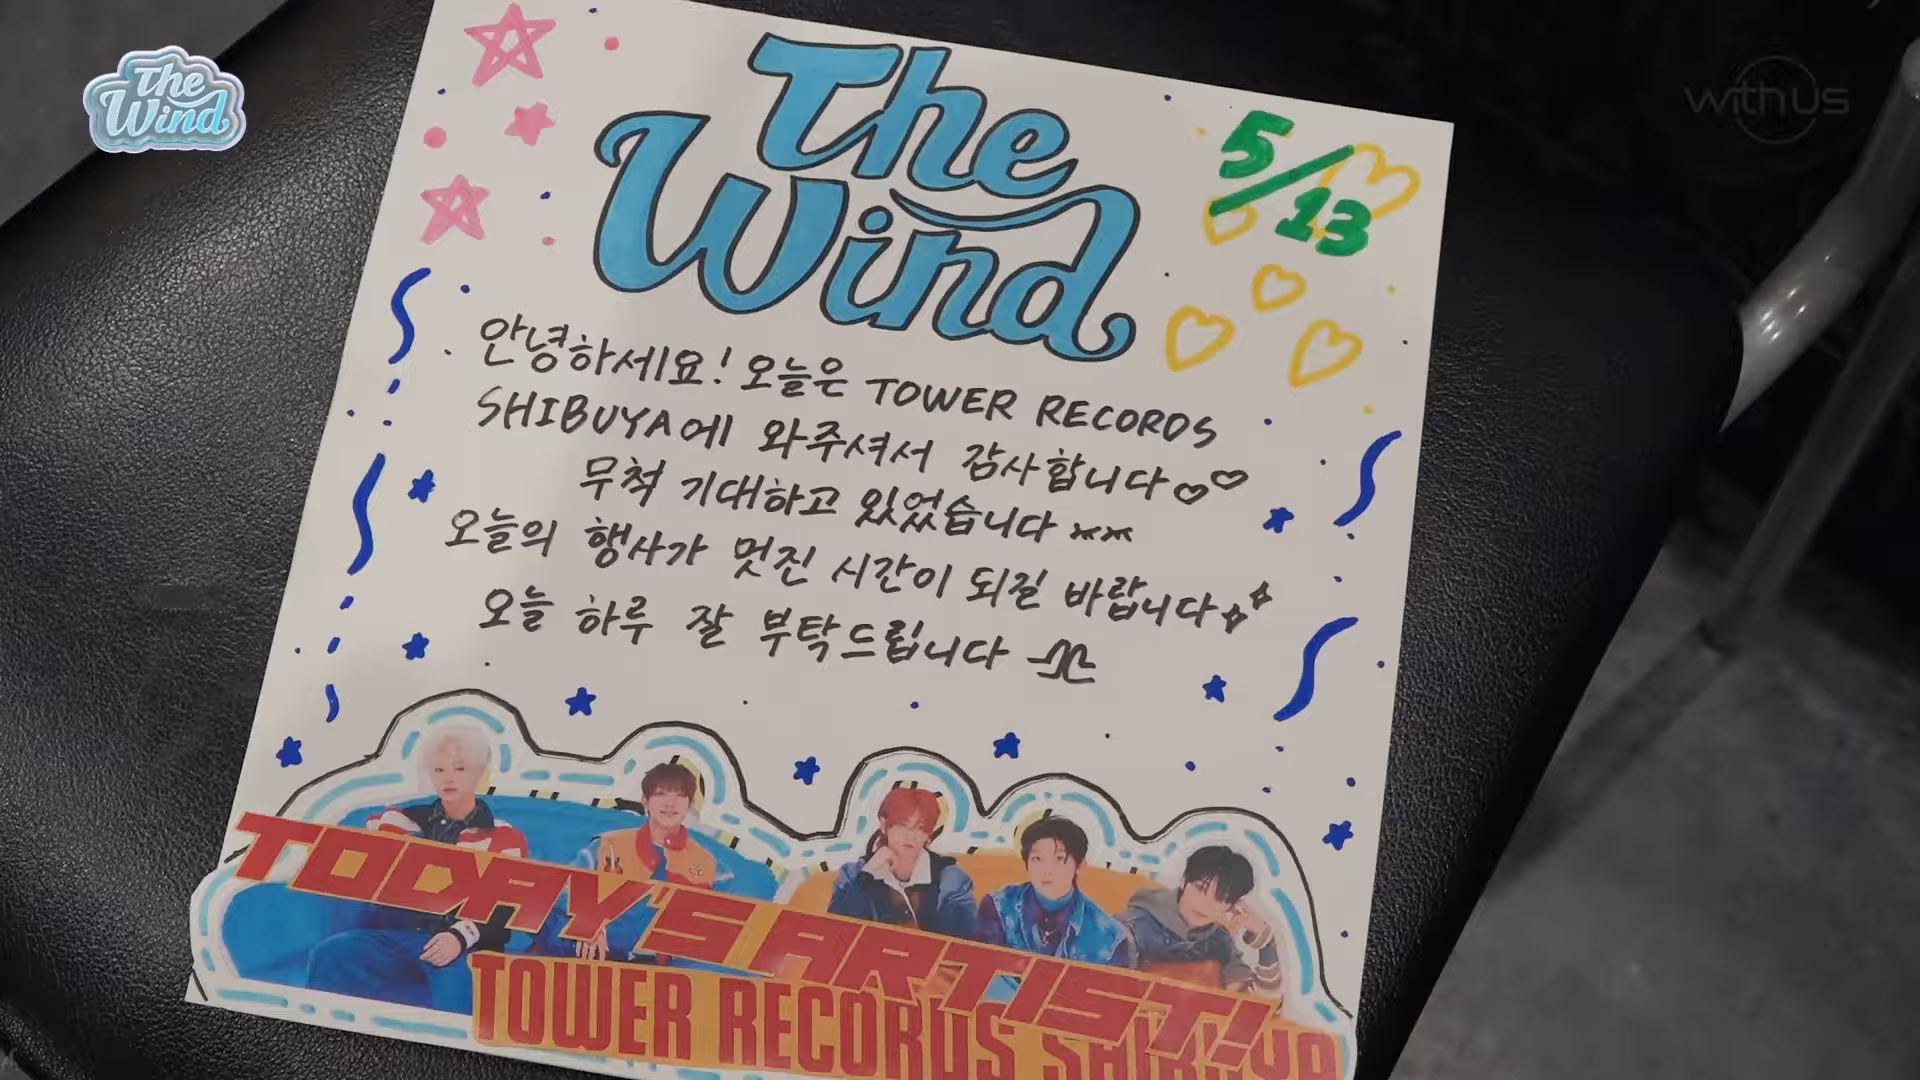 The
Wind
with us
The
Wind
5/13
안녕하세요! 오늘은 TOWER RECORDS
SHIBUYA에 와주셔서 감사합니다♡♡
무척 기대하고 있었습니다
오늘의 행사가 멋진 시간이 되길 바랍니다
오늘 하루 잘 부탁드립니다
TODAY'S ARTIST!
TOWER RECORDS SHIBUYA